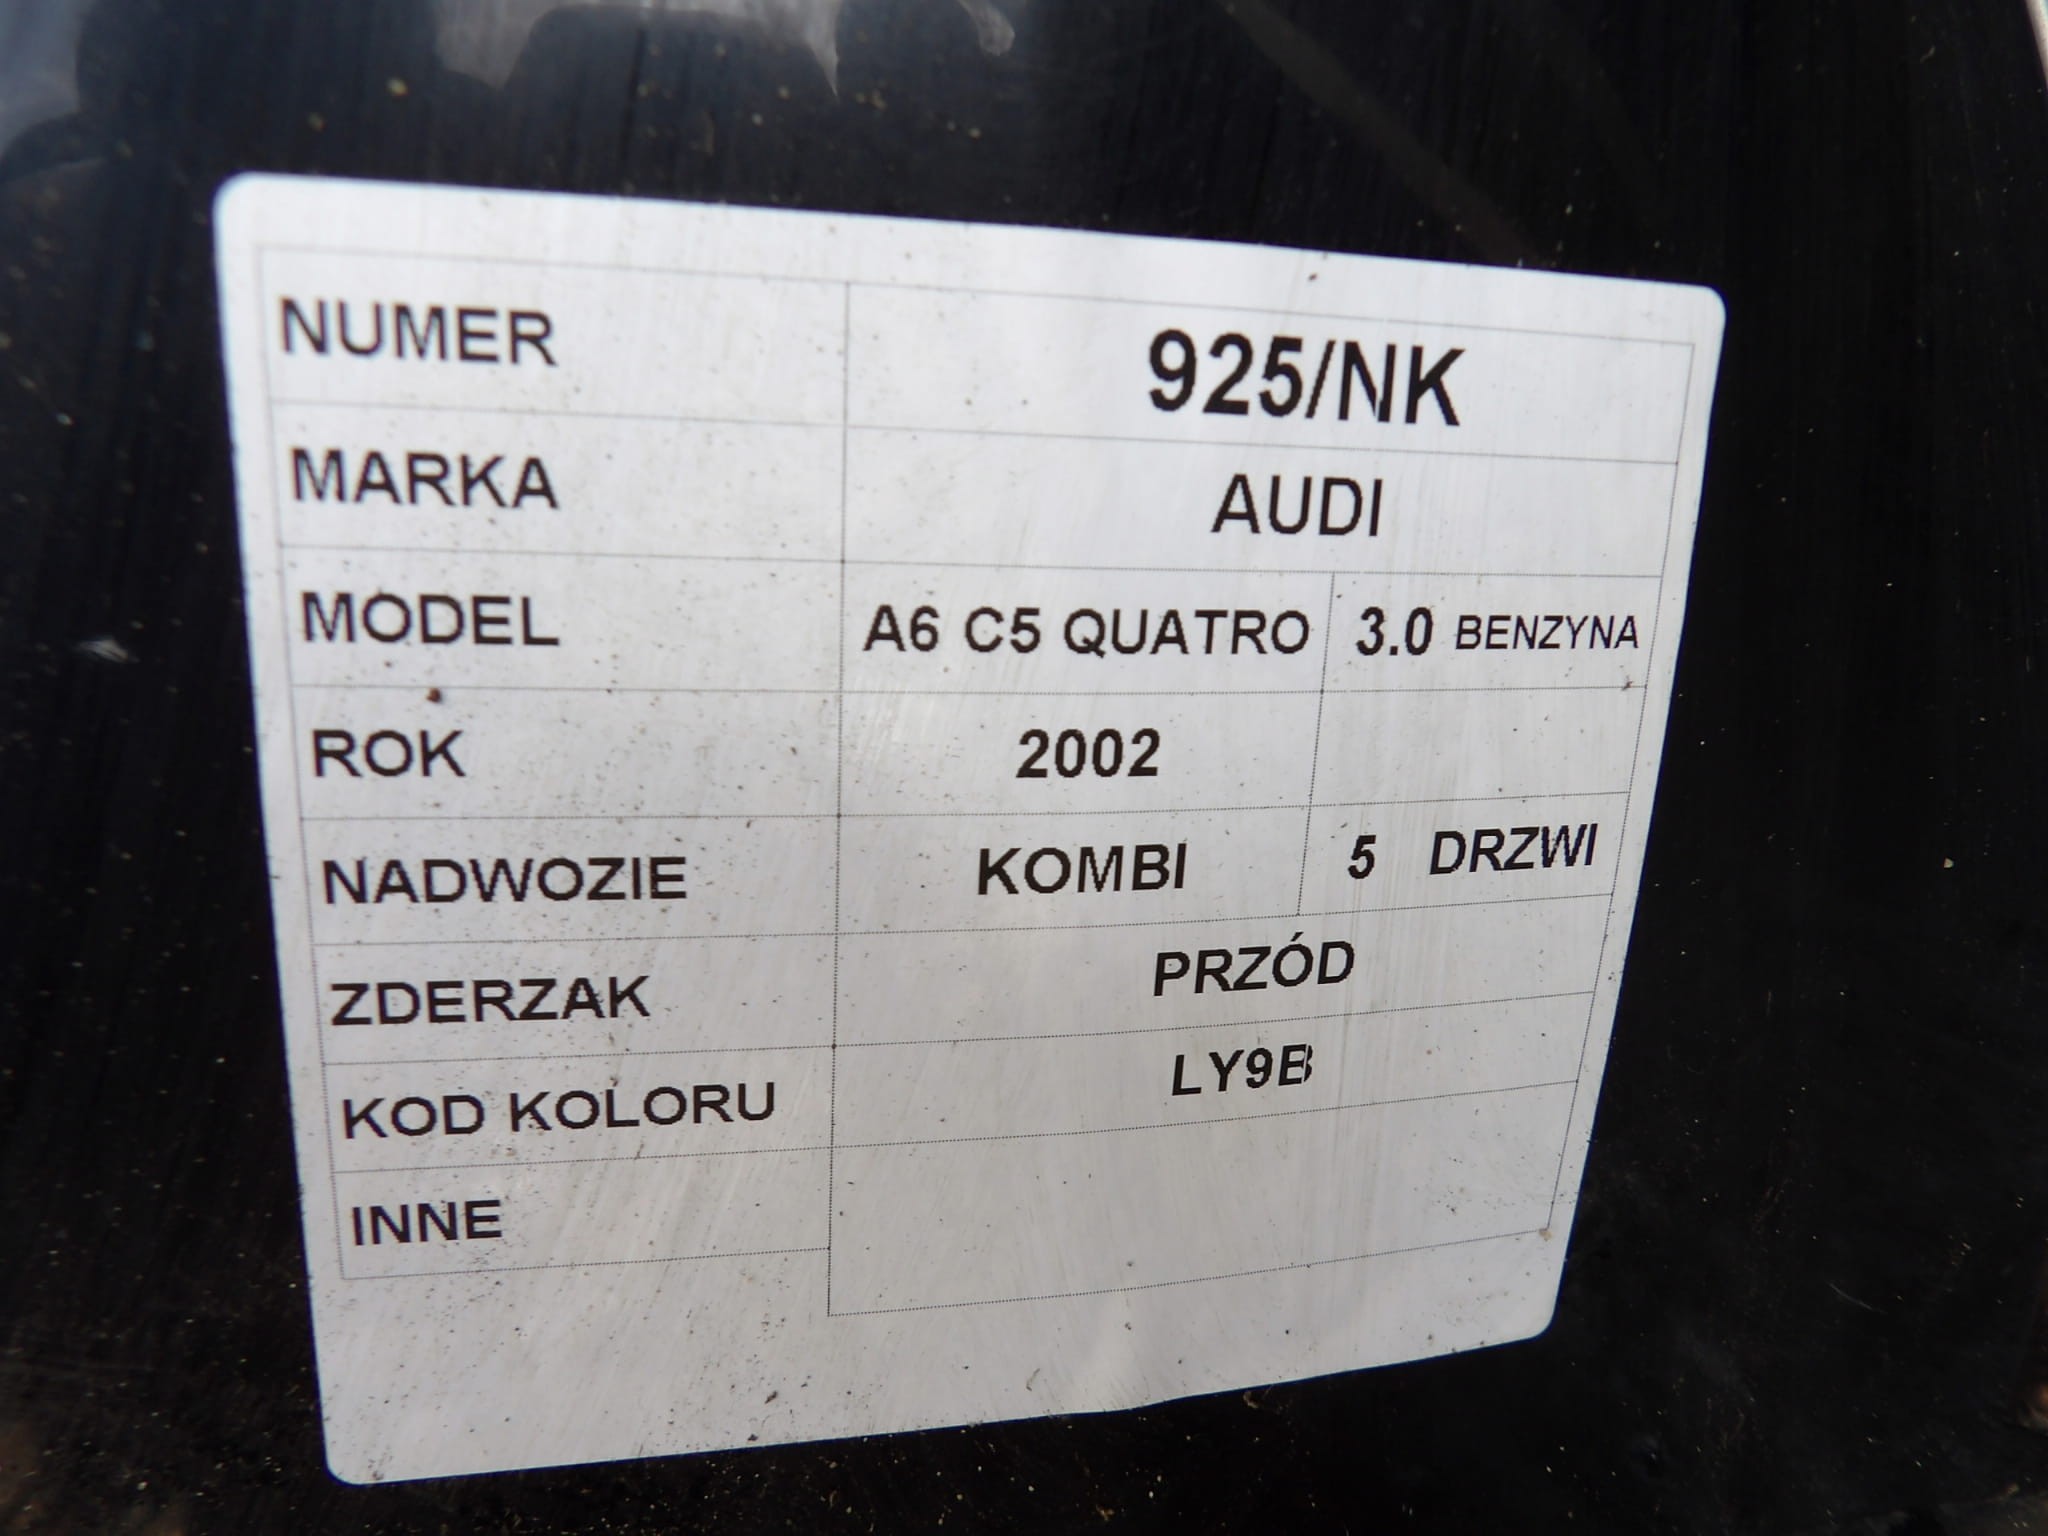 NUMER 925/NK
MARKA AUDI
MODEL A6 C5 QUATRO 3.0 BENZYNA
ROK 2002
NADWOZIE KOMBI 5 DRZWI
ZDERZAK PRZÓD
KOD KOLORU LY9B
INNE